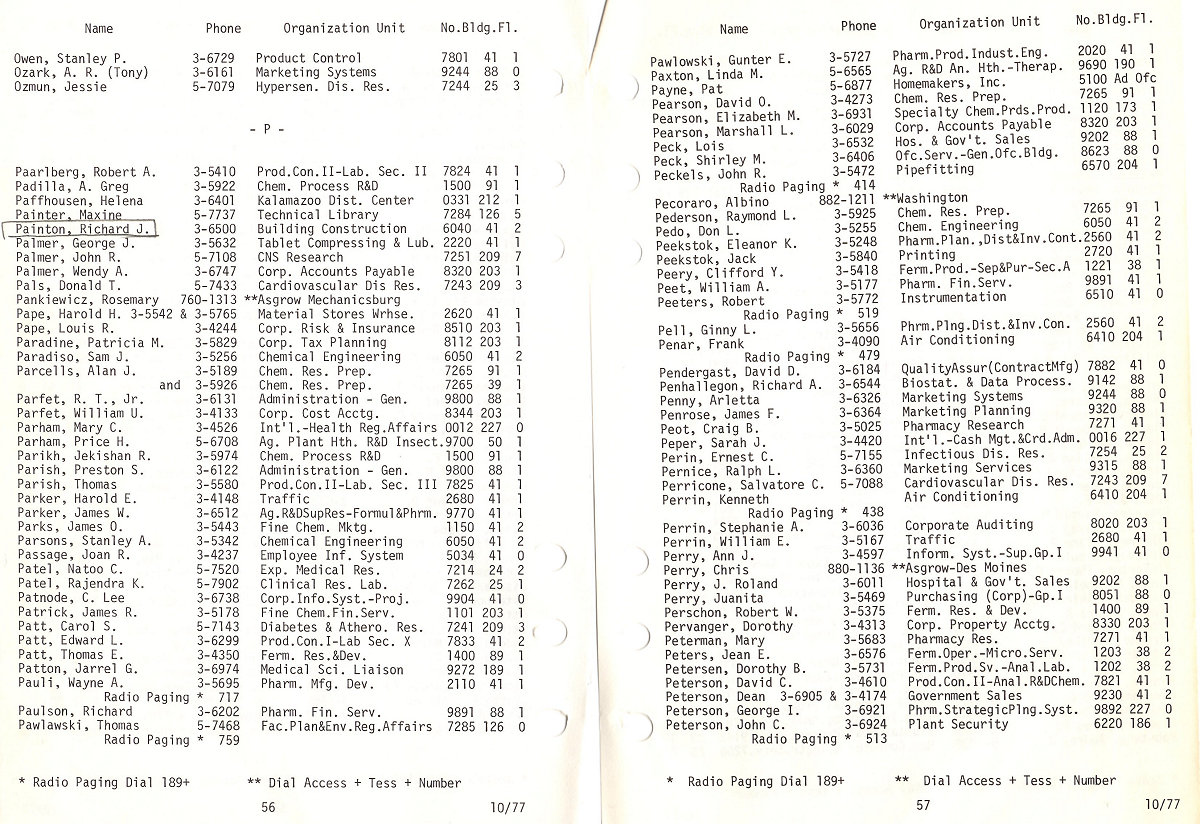 Name Phone Organization Unit No.Bldg.Fl.
Owen, Stanley P. 3-6729 Product Control 7801 41 1
Ozark, A. R. (Tony) 3-6161 Marketing Systems 9244 88 0
Ozmun, Jessie 5-7079 Hypersen. Dis. Res. 7244 25 3
- P -
Paarlberg, Robert A. 3-5410 Prod.Con.II-Lab. Sec. II 7824 41 1
Padilla, A. Greg 3-5922 Chem. Process R&D 1500 91 1
Paffhousen, Helena 3-6401 Kalamazoo Dist. Center 0331 212 1
Painter, Maxine 5-7737 Technical Library 7284 126 5
Painton, Richard J. 3-6500 Building Construction 6040 41 2
Palmer, George J. 3-5632 Tablet Compressing & Lub. 2220 41 1
Palmer, John R. 5-7108 CNS Research 7251 209 7
Palmer, Wendy A. 3-6747 Corp. Accounts Payable 8320 203 1
Pals, Donald T. 5-7433 Cardiovascular Dis Res. 7243 209 3
Pankiewicz, Rosemary 760-1313 **Asgrow Mechanicsburg
Pape, Harold H. 3-5542 & 3-5765 Material Stores Wrhse. 2620 41 1
Pape, Louis R. 3-4244 Corp. Risk & Insurance 8510 203 1
Paradine, Patricia M. 3-5829 Corp. Tax Planning 8112 203 1
Paradiso, Sam J. 3-5256 Chemical Engineering 6050 41 2
Parcells, Alan J. 3-5189 Chem. Res. Prep. 7265 91 1
and 3-5926 Chem. Res. Prep. 7265 39 1
Parfet, R. T., Jr. 3-6131 Administration - Gen. 9800 88 1
Parfet, William U. 3-4133 Corp. Cost Acctg. 8344 203 1
Parham, Mary C. 3-4526 Int'l.-Health Reg.Affairs 0012 227 0
Parham, Price H. 5-6708 Ag. Plant Hth. R&D Insect. 9700 50 1
Parikh, Jekishan R. 3-5974 Chem. Process R&D 1500 91 1
Parish, Preston S. 3-6122 Administration - Gen. 9800 88 1
Parish, Thomas 3-5580 Prod.Con.II-Lab. Sec. III 7825 41 1
Parker, Harold E. 3-4148 Traffic 2680 41 1
Parker, James W. 3-6512 Ag.R&DSupRes-Formul&Phrm. 9770 41 1
Parks, James O. 3-5443 Fine Chem. Mktg. 1150 41 2
Parsons, Stanley A. 3-5342 Chemical Engineering 6050 41 2
Passage, Joan R. 3-4237 Employee Inf. System 5034 41 0
Patel, Natoo C. 5-7520 Exp. Medical Res. 7214 24 2
Patel, Rajendra K. 5-7902 Clinical Res. Lab. 7262 25 1
Patnode, C. Lee 3-6738 Corp.Info.Syst.-Proj. 9904 41 0
Patrick, James R. 3-5178 Fine Chem.Fin.Serv. 1101 203 1
Patt, Carol S. 5-7143 Diabetes & Athero. Res. 7241 209 3
Patt, Edward L. 3-6299 Prod.Con.I-Lab Sec. X 7833 41 2
Patt, Thomas E. 3-4350 Ferm. Res.&Dev. 1400 89 1
Patton, Jarrel G. 3-6974 Medical Sci. Liaison 9272 189 1
Pauli, Wayne A. 3-5695 Pharm. Mfg. Dev. 2110 41 1
Radio Paging * 717
Paulson, Richard 3-6202 Pharm. Fin. Serv. 9891 88 1
Pawlawski, Thomas 5-7468 Fac.Plan&Env.Reg.Affairs 7285 126 0
Radio Paging * 759
* Radio Paging Dial 189+ ** Dial Access + Tess + Number
56 10/77
Name Phone Organization Unit No.Bldg.Fl.
Pawlowski, Gunter E. 3-5727 Pharm.Prod.Indust.Eng. 2020 41 1
Paxton, Linda M. 5-6565 Ag. R&D An. Hth.-Therap. 9690 190 1
Payne, Pat 5-6877 Homemakers, Inc. 5100 Ad Ofc
Pearson, David O. 3-4273 Chem. Res. Prep. 7265 91 1
Pearson, Elizabeth M. 3-6931 Specialty Chem.Prds.Prod. 1120 173 1
Pearson, Marshall L. 3-6029 Corp. Accounts Payable 8320 203 1
Peck, Lois 3-6532 Hos. & Gov't. Sales 9202 88 1
Peck, Shirley M. 3-6406 Ofc.Serv.-Gen.Ofc.Bldg. 8623 88 0
Peckels, John R. 3-5472 Pipefitting 6570 204 1
Radio Paging * 414
Pecoraro, Albino 882-1211 **Washington
Pederson, Raymond L. 3-5925 Chem. Res. Prep. 7265 91 1
Pedo, Don L. 3-5255 Chem. Engineering 6050 41 2
Peekstok, Eleanor K. 3-5248 Pharm.Plan.,Dist&Inv.Cont. 2560 41 2
Peekstok, Jack 3-5840 Printing 2720 41 1
Peery, Clifford Y. 3-5418 Ferm.Prod.-Sep&Pur-Sec.A 1221 38 1
Peet, William A. 3-5177 Pharm. Fin.Serv. 9891 41 1
Peeters, Robert 3-5772 Instrumentation 6510 41 0
Radio Paging * 519
Pell, Ginny L. 3-5656 Phrm.Plng.Dist.&Inv.Con. 2560 41 2
Penar, Frank 3-4090 Air Conditioning 6410 204 1
Radio Paging * 479
Pendergast, David D. 3-6184 QualityAssur(ContractMfg) 7882 41 0
Penhallegon, Richard A. 3-6544 Biostat. & Data Process. 9142 88 1
Penny, Arletta 3-6326 Marketing Systems 9244 88 0
Penrose, James F. 3-6364 Marketing Planning 9320 88 1
Peot, Craig B. 3-5025 Pharmacy Research 7271 41 1
Peper, Sarah J. 3-4420 Int'l.-Cash Mgt.&Crd.Adm. 0016 227 1
Perin, Ernest C. 5-7155 Infectious Dis. Res. 7254 25 2
Pernice, Ralph L. 3-6360 Marketing Services 9315 88 1
Perricone, Salvatore C. 5-7088 Cardiovascular Dis. Res. 7243 209 7
Perrin, Kenneth Air Conditioning 6410 204 1
Radio Paging * 438
Perrin, Stephanie A. 3-6036 Corporate Auditing 8020 203 1
Perrin, William E. 3-5167 Traffic 2680 41 1
Perry, Ann J. 3-4597 Inform. Syst.-Sup.Gp.I 9941 41 0
Perry, Chris 880-1136 **Asgrow-Des Moines
Perry, J. Roland 3-6011 Hospital & Gov't. Sales 9202 88 1
Perry, Juanita 3-5469 Purchasing (Corp)-Gp.I 8051 88 0
Perschon, Robert W. 3-5375 Ferm. Res. & Dev. 1400 89 1
Pervanger, Dorothy 3-4313 Corp. Property Acctg. 8330 203 1
Peterman, Mary 3-5683 Pharmacy Res. 7271 41 1
Peters, Jean E. 3-6576 Ferm.Oper.-Micro.Serv. 1203 38 2
Petersen, Dorothy B. 3-5731 Ferm.Prod.Sv.-Anal.Lab. 1202 38 2
Peterson, David C. 3-4610 Prod.Con.II-Anal.R&DChem. 7821 41 1
Peterson, Dean 3-6905 & 3-4174 Government Sales 9230 41 2
Peterson, George I. 3-6921 Phrm.StrategicPlng.Syst. 9892 227 0
Peterson, John C. 3-6924 Plant Security 6220 186 1
Radio Paging * 513
* Radio Paging Dial 189+ ** Dial Access + Tess + Number
57 10/77